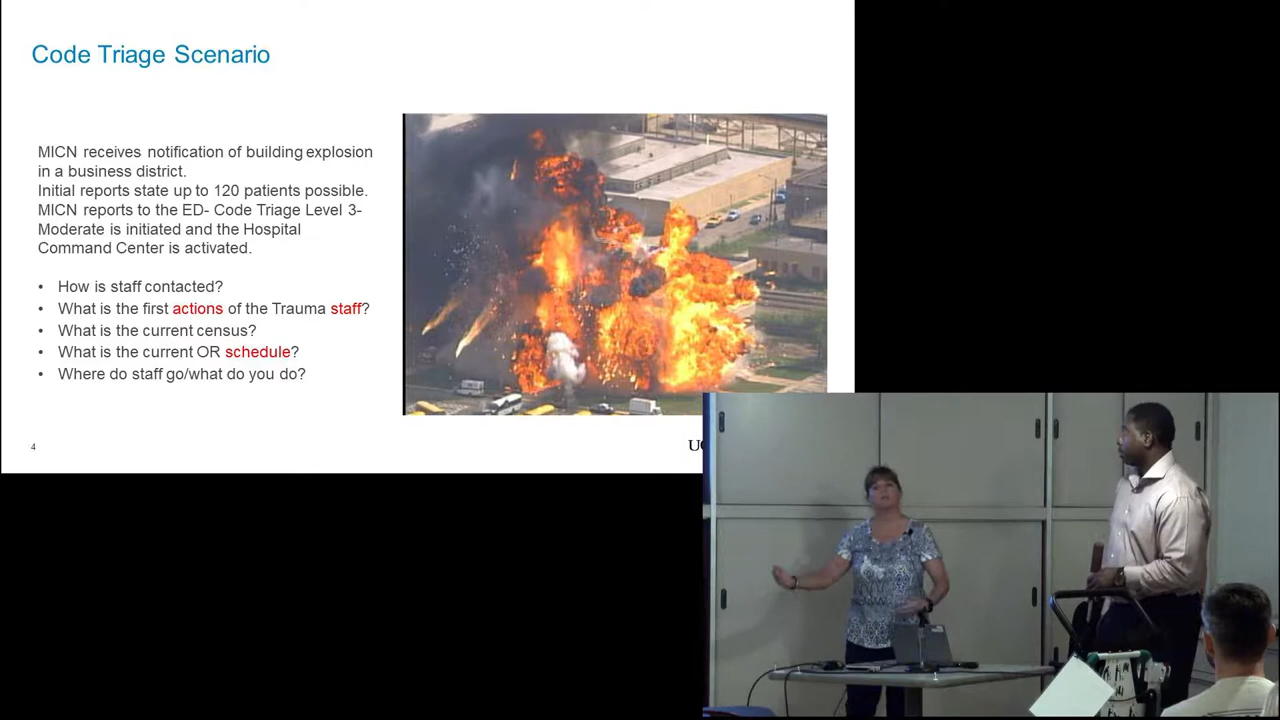 Code Triage Scenario
MICN receives notification of building explosion
in a business district.
Initial reports state up to 120 patients possible.
MICN reports to the ED- Code Triage Level 3-
Moderate is initiated and the Hospital
Command Center is activated.
• How is staff contacted?
• What is the first actions of the Trauma staff?
• What is the current census?
• What is the current OR schedule?
• Where do staff go/what do you do?
4